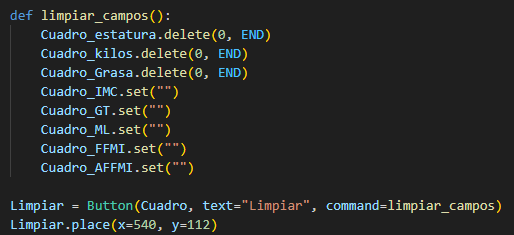 def limpiar_campos():
    Cuadro_estatura.delete(0, END)
    Cuadro_kilos.delete(0, END)
    Cuadro_Grasa.delete(0, END)
    Cuadro_IMC.set("")
    Cuadro_GT.set("")
    Cuadro_ML.set("")
    Cuadro_FFMI.set("")
    Cuadro_AFFMI.set("")
Limpiar = Button(Cuadro, text="Limpiar", command=limpiar_campos)
Limpiar.place(x=540, y=112)